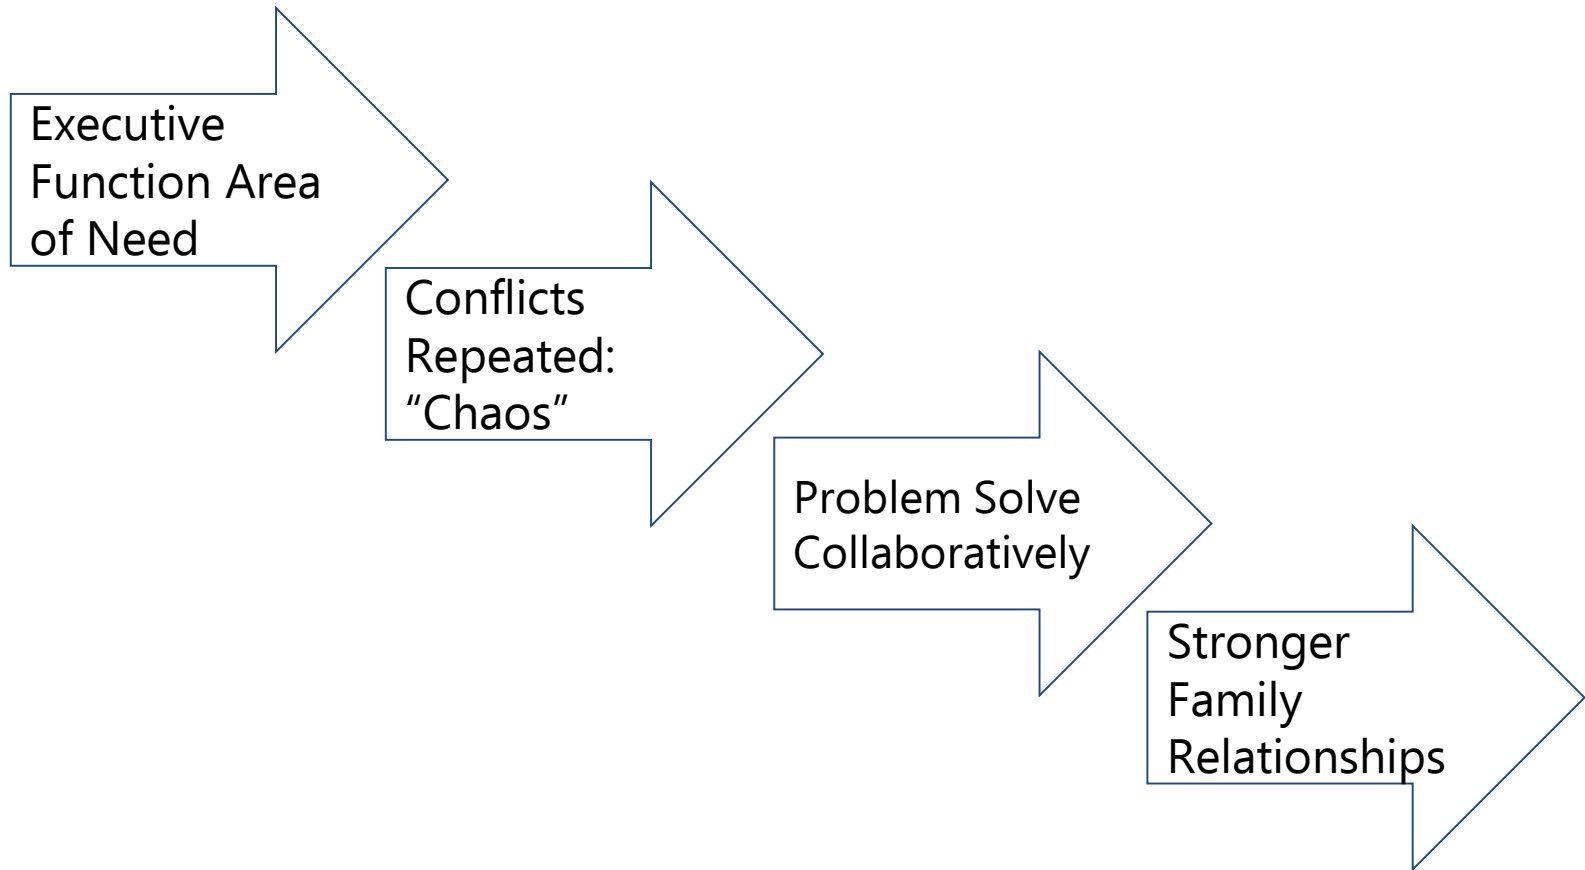 Executive
Function Area
of Need
Conflicts
Repeated:
“Chaos”
Problem Solve
Collaboratively
Stronger
Family
Relationships